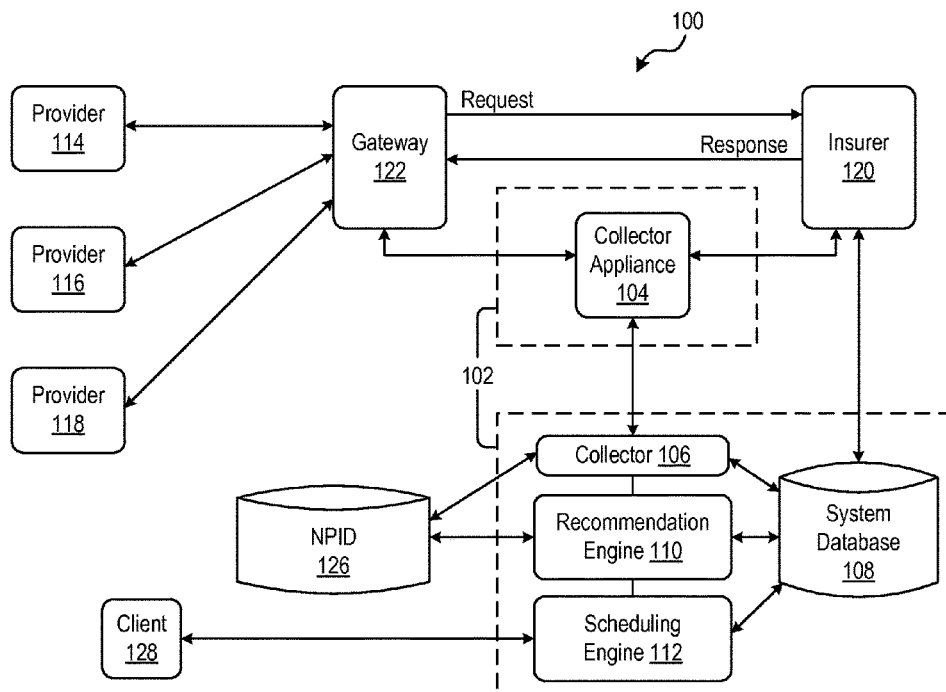 100
Provider
114
Request
Gateway
122
Response
Insurer
120
Provider
116
Collector
Appliance
104
Provider
118
102
Collector 106
NPID
126
Recommendation
Engine 110
System
Database
108
Client
128
Scheduling
Engine 112